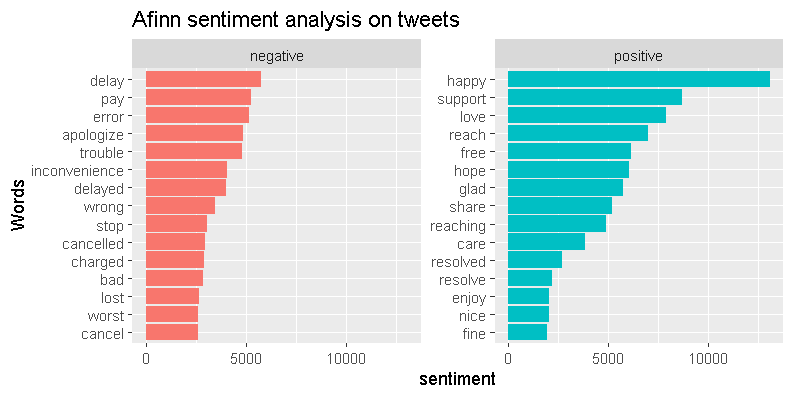 Afinn sentiment analysis on tweets
negative
delay
pay
error
apologize
trouble
inconvenience
delayed
wrong
stop
cancelled
charged
bad
lost
worst
cancel
0 5000 10000
positive
happy
support
love
reach
free
hope
glad
share
reaching
care
resolved
resolve
enjoy
nice
fine
0 5000 10000
Words
sentiment